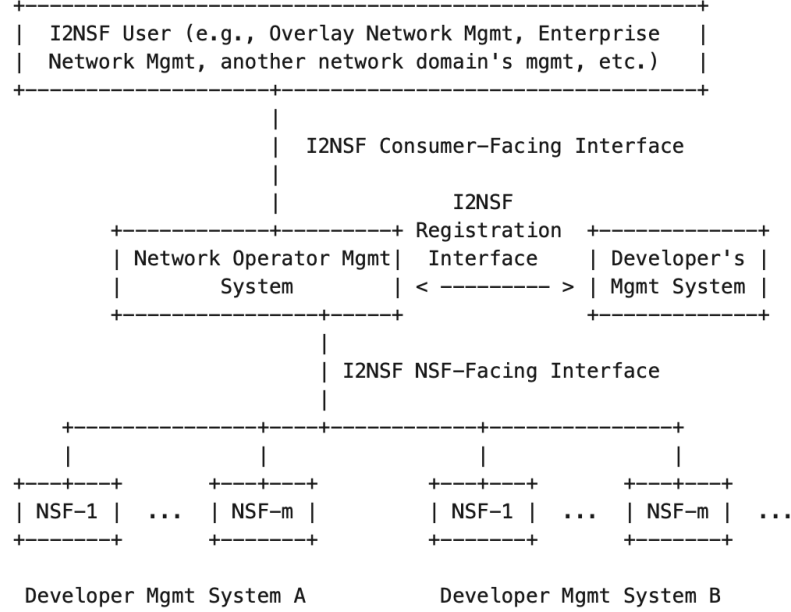 I2NSF User (e.g., Overlay Network Mgmt, Enterprise
Network Mgmt, another network domain's mgmt, etc.)
I2NSF Consumer-Facing Interface
I2NSF
Registration
Interface
Network Operator Mgmt
System
Developer's
Mgmt System
I2NSF NSF-Facing Interface
NSF-1 ... NSF-m NSF-1 ... NSF-m ...
Developer Mgmt System A Developer Mgmt System B